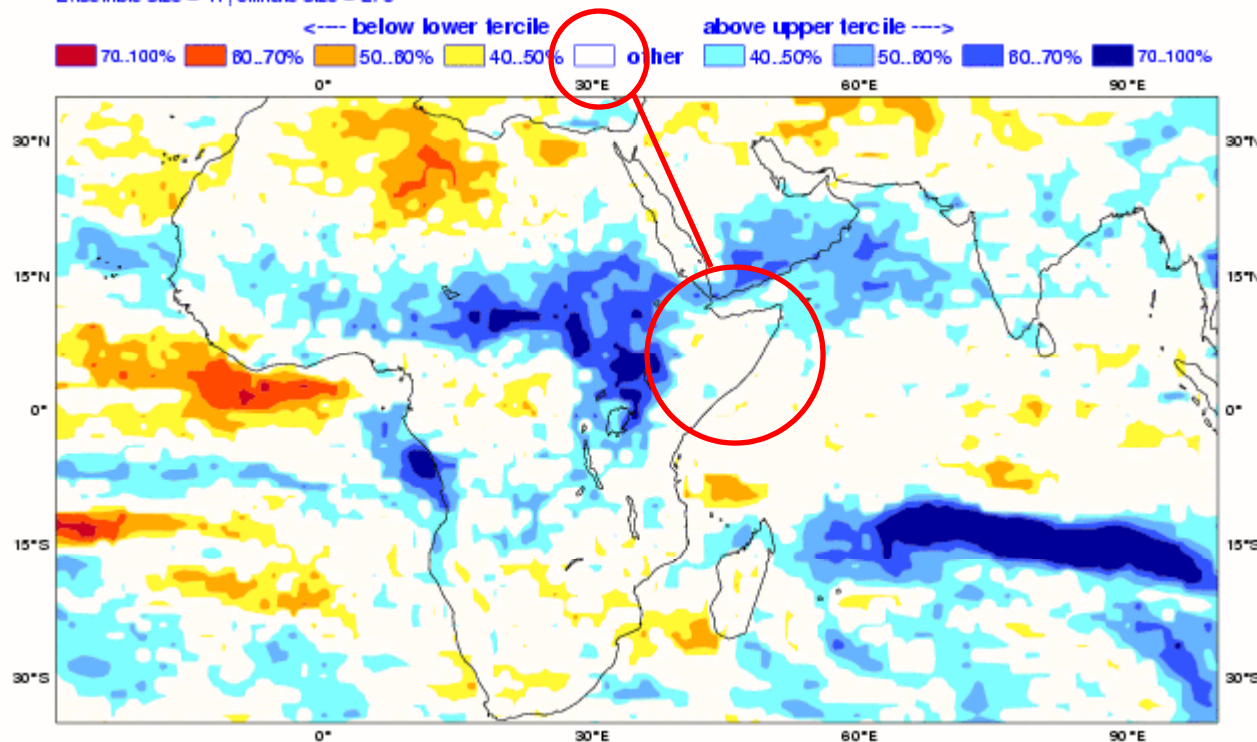 <---- below lower tercile above upper tercile ---->
70..100% 60..70% 50..60% 40..50% other 40..50% 50..60% 60..70% 70..100%
0° 30°E 60°E 90°E
30°N 30°N
15°N 15°N
0° 0°
15°S 15°S
30°S 30°S
0° 30°E 60°E 90°E